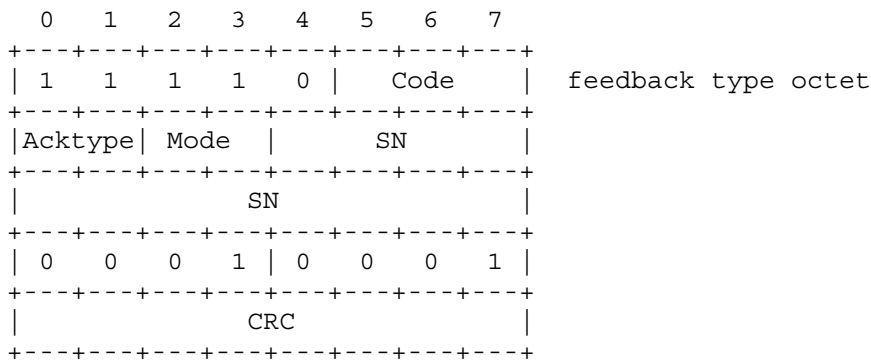 0   1   2   3   4   5   6   7
+---+---+---+---+---+---+---+---+
| 1   1   1   1   0 |   Code    |  feedback type octet
+---+---+---+---+---+---+---+---+
|Acktype| Mode  |      SN       |
+---+---+---+---+---+---+---+---+
|              SN               |
+---+---+---+---+---+---+---+---+
| 0   0   0   1 | 0   0   0   1 |
+---+---+---+---+---+---+---+---+
|              CRC              |
+---+---+---+---+---+---+---+---+